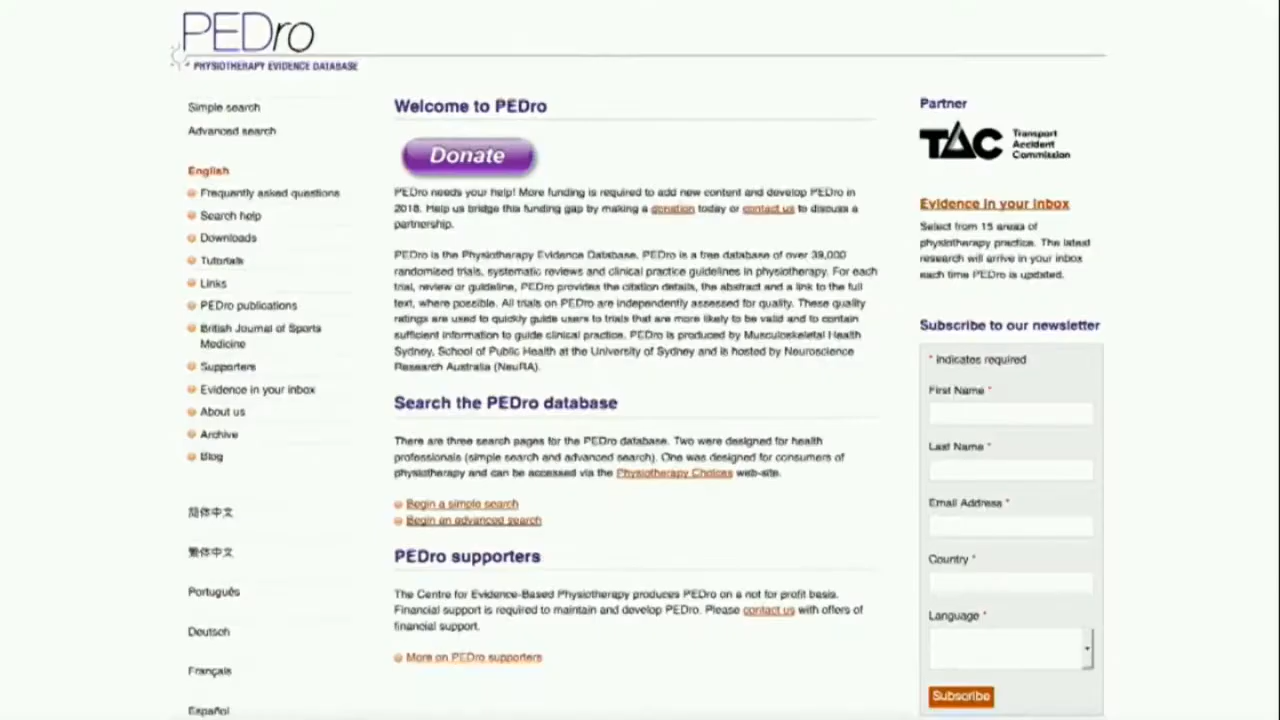 PEDro
PHYSIOTHERAPY EVIDENCE DATABASE
Simple search
Advanced search
English
Frequently asked questions
Search help
Downloads
Tutorials
Links
PEDro publications
British Journal of Sports
Medicine
Supporters
Evidence in your inbox
About us
Archive
Blog
简体中文
繁体中文
Português
Deutsch
Français
Español
Welcome to PEDro
Donate
PEDro needs your help! More funding is required to add new content and develop PEDro in
2018. Help us bridge this funding gap by making a donation today or contact us to discuss a
partnership.
PEDro is the Physiotherapy Evidence Database. PEDro is a free database of over 39,000
randomised trials, systematic reviews and clinical practice guidelines in physiotherapy. For each
trial, review or guideline, PEDro provides the citation details, the abstract and a link to the full
text, where possible. All trials on PEDro are independently assessed for quality. These quality
ratings are used to quickly guide users to trials that are more likely to be valid and to contain
sufficient information to guide clinical practice. PEDro is produced by Musculoskeletal Health
Sydney, School of Public Health at the University of Sydney and is hosted by Neuroscience
Research Australia (NeuRA).
Search the PEDro database
There are three search pages for the PEDro database. Two were designed for health
professionals (simple search and advanced search). One was designed for consumers of
physiotherapy and can be accessed via the Physiotherapy Choices web-site.
Begin a simple search
Begin an advanced search
PEDro supporters
The Centre for Evidence-Based Physiotherapy produces PEDro on a not for profit basis.
Financial support is required to maintain and develop PEDro. Please contact us with offers of
financial support.
More on PEDro supporters
Partner
TAC Transport
Accident
Commission
Evidence in your inbox
Select from 15 areas of
physiotherapy practice. The latest
research will arrive in your inbox
each time PEDro is updated.
Subscribe to our newsletter
* indicates required
First Name *
Last Name *
Email Address *
Country *
Language *
Subscribe